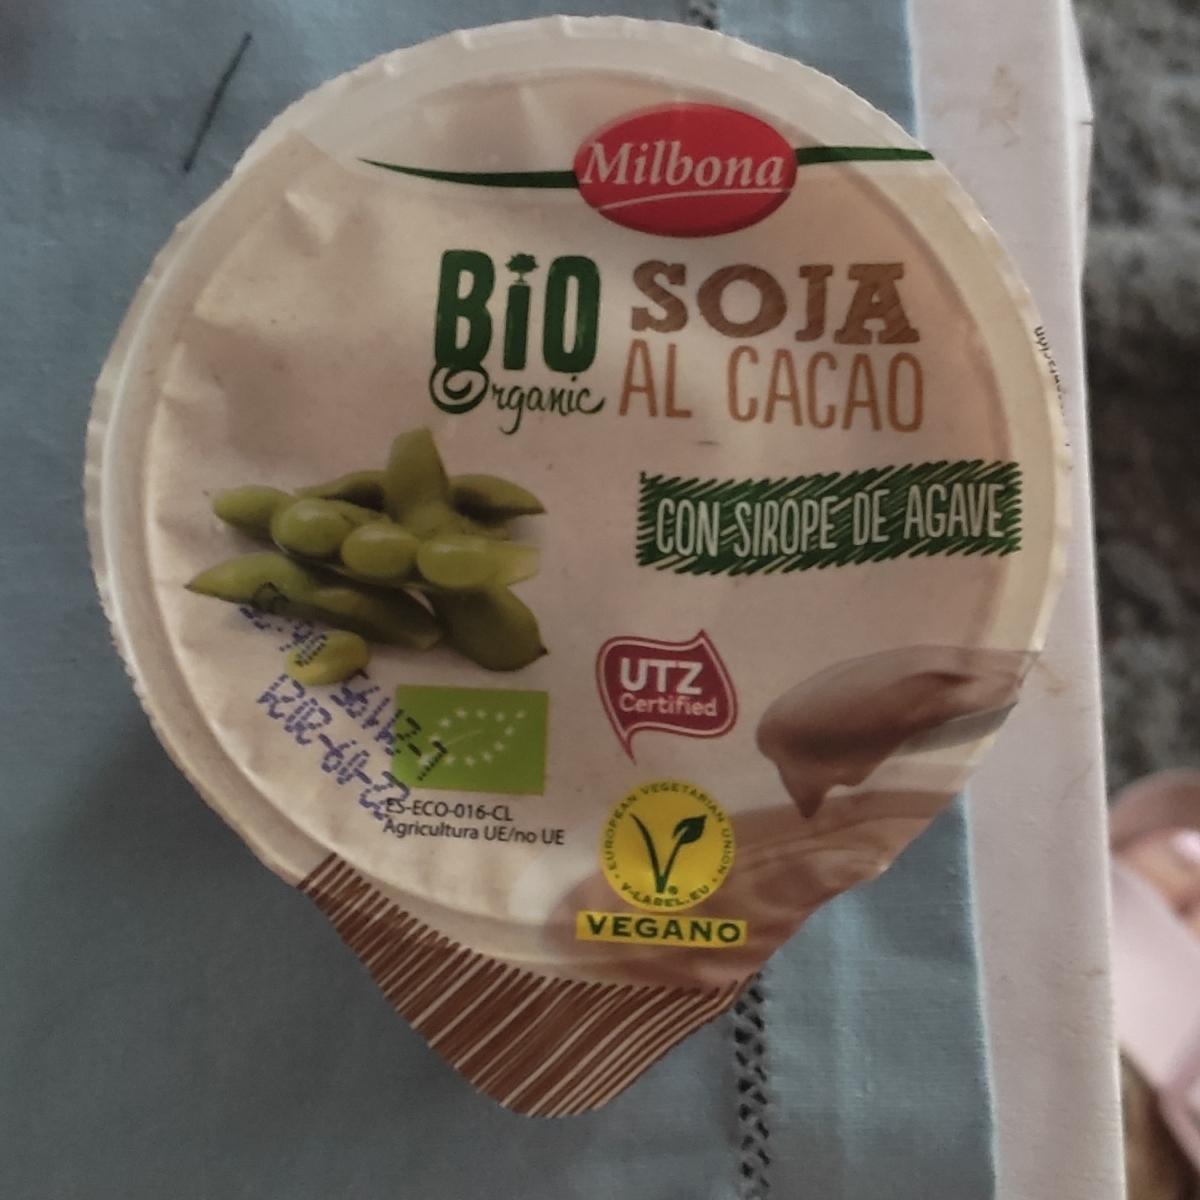 Milbona
BIO
Organic
SOJA
AL CACAO
CON SIROPE DE AGAVE
UTZ
Certified
ES-ECO-016-CL
Agricultura UE/no UE
EUROPEAN VEGETARIAN UNION
V-LABEL.EU
VEGANO